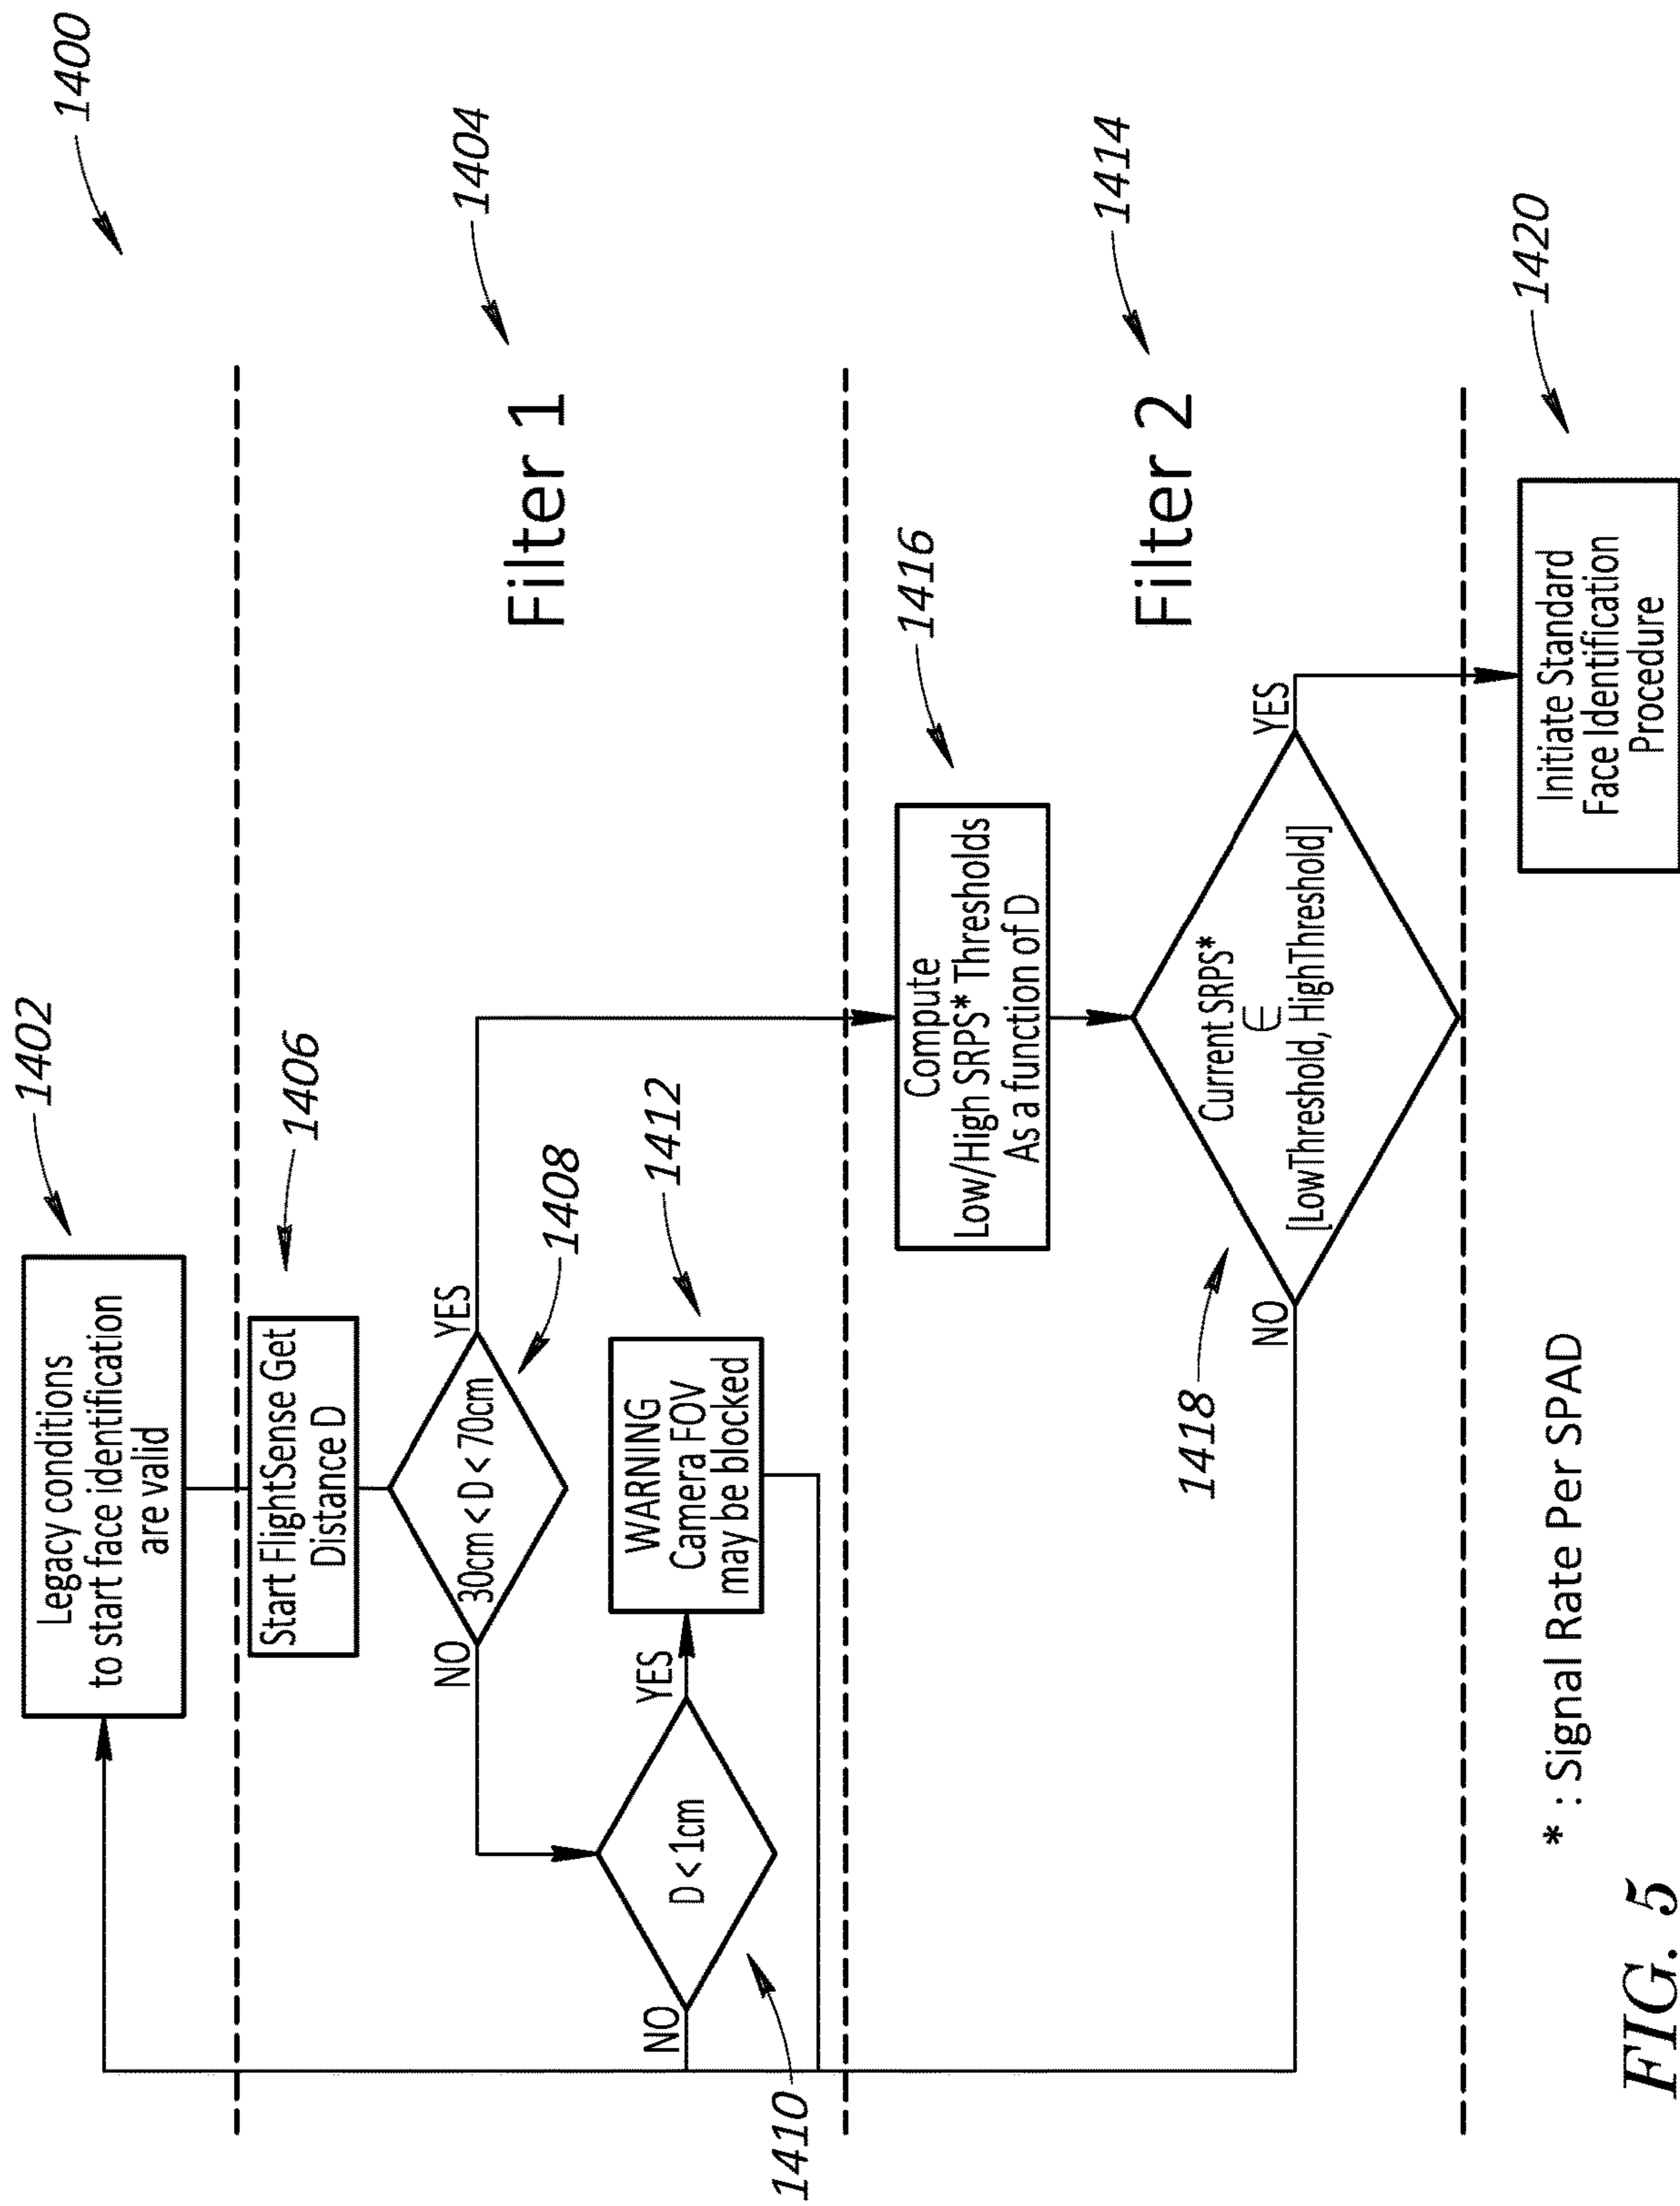 1400
1402
Legacy conditions
to start face identification
are valid
1404
Filter 1
1406
Start FlightSense Get
Distance D
1408
30cm < D < 70cm
YES
NO
1410
D < 1cm
YES
NO
1412
WARNING
Camera FOV
may be blocked
1414
Filter 2
1416
Compute
Low/High SRPS* Thresholds
As a function of D
1418
Current SRPS*
∈
[LowThreshold, HighThreshold]
YES
NO
1420
Initiate Standard
Face Identification
Procedure
* : Signal Rate Per SPAD
FIG. 5